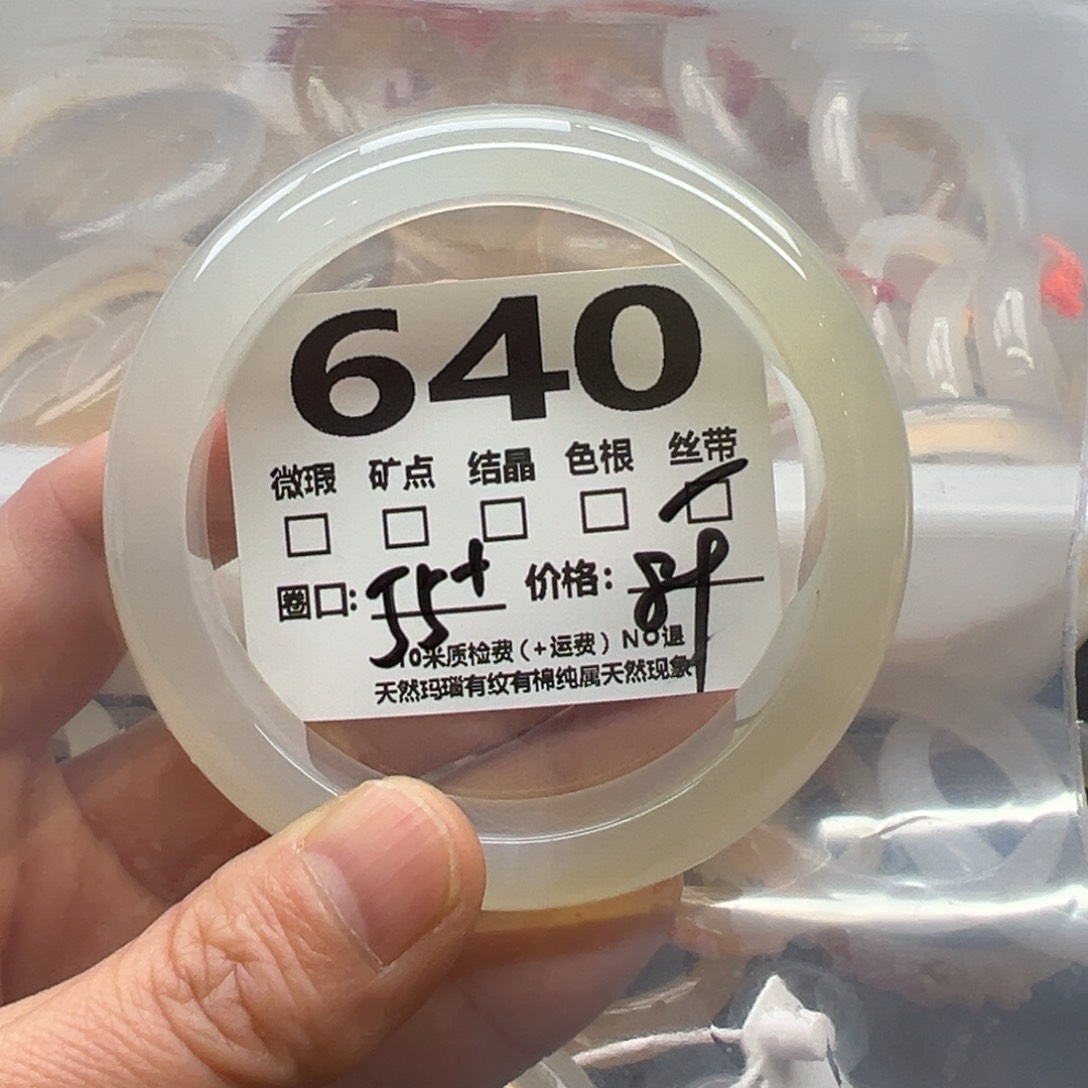 640
微瑕 矿点 结晶 色根 丝带
圈口: 55+ 价格: 89
10米质检费(+运费) NO退
天然玛瑙有纹有棉纯属天然现象